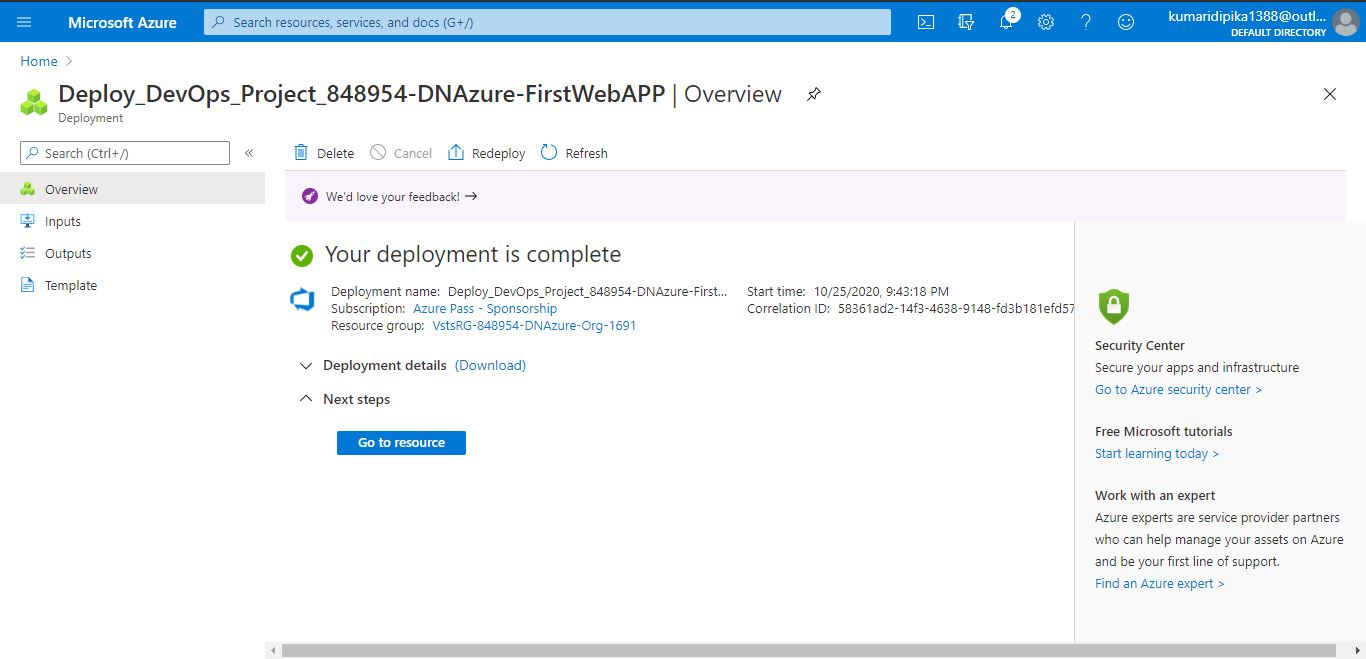 Microsoft Azure
Search resources, services, and docs (G+/)
2
kumaridipika1388@outl...
DEFAULT DIRECTORY
Home >
Deploy_DevOps_Project_848954-DNAzure-FirstWebAPP | Overview
Deployment
Search (Ctrl+/)
«
Delete
Cancel
Redeploy
Refresh
Overview
Inputs
Outputs
Template
We'd love your feedback! →
Your deployment is complete
Deployment name: Deploy_DevOps_Project_848954-DNAzure-First...
Subscription: Azure Pass - Sponsorship
Resource group: VstsRG-848954-DNAzure-Org-1691
Start time: 10/25/2020, 9:43:18 PM
Correlation ID: 58361ad2-14f3-4638-9148-fd3b181efd57
Deployment details (Download)
Next steps
Go to resource
Security Center
Secure your apps and infrastructure
Go to Azure security center >
Free Microsoft tutorials
Start learning today >
Work with an expert
Azure experts are service provider partners
who can help manage your assets on Azure
and be your first line of support.
Find an Azure expert >